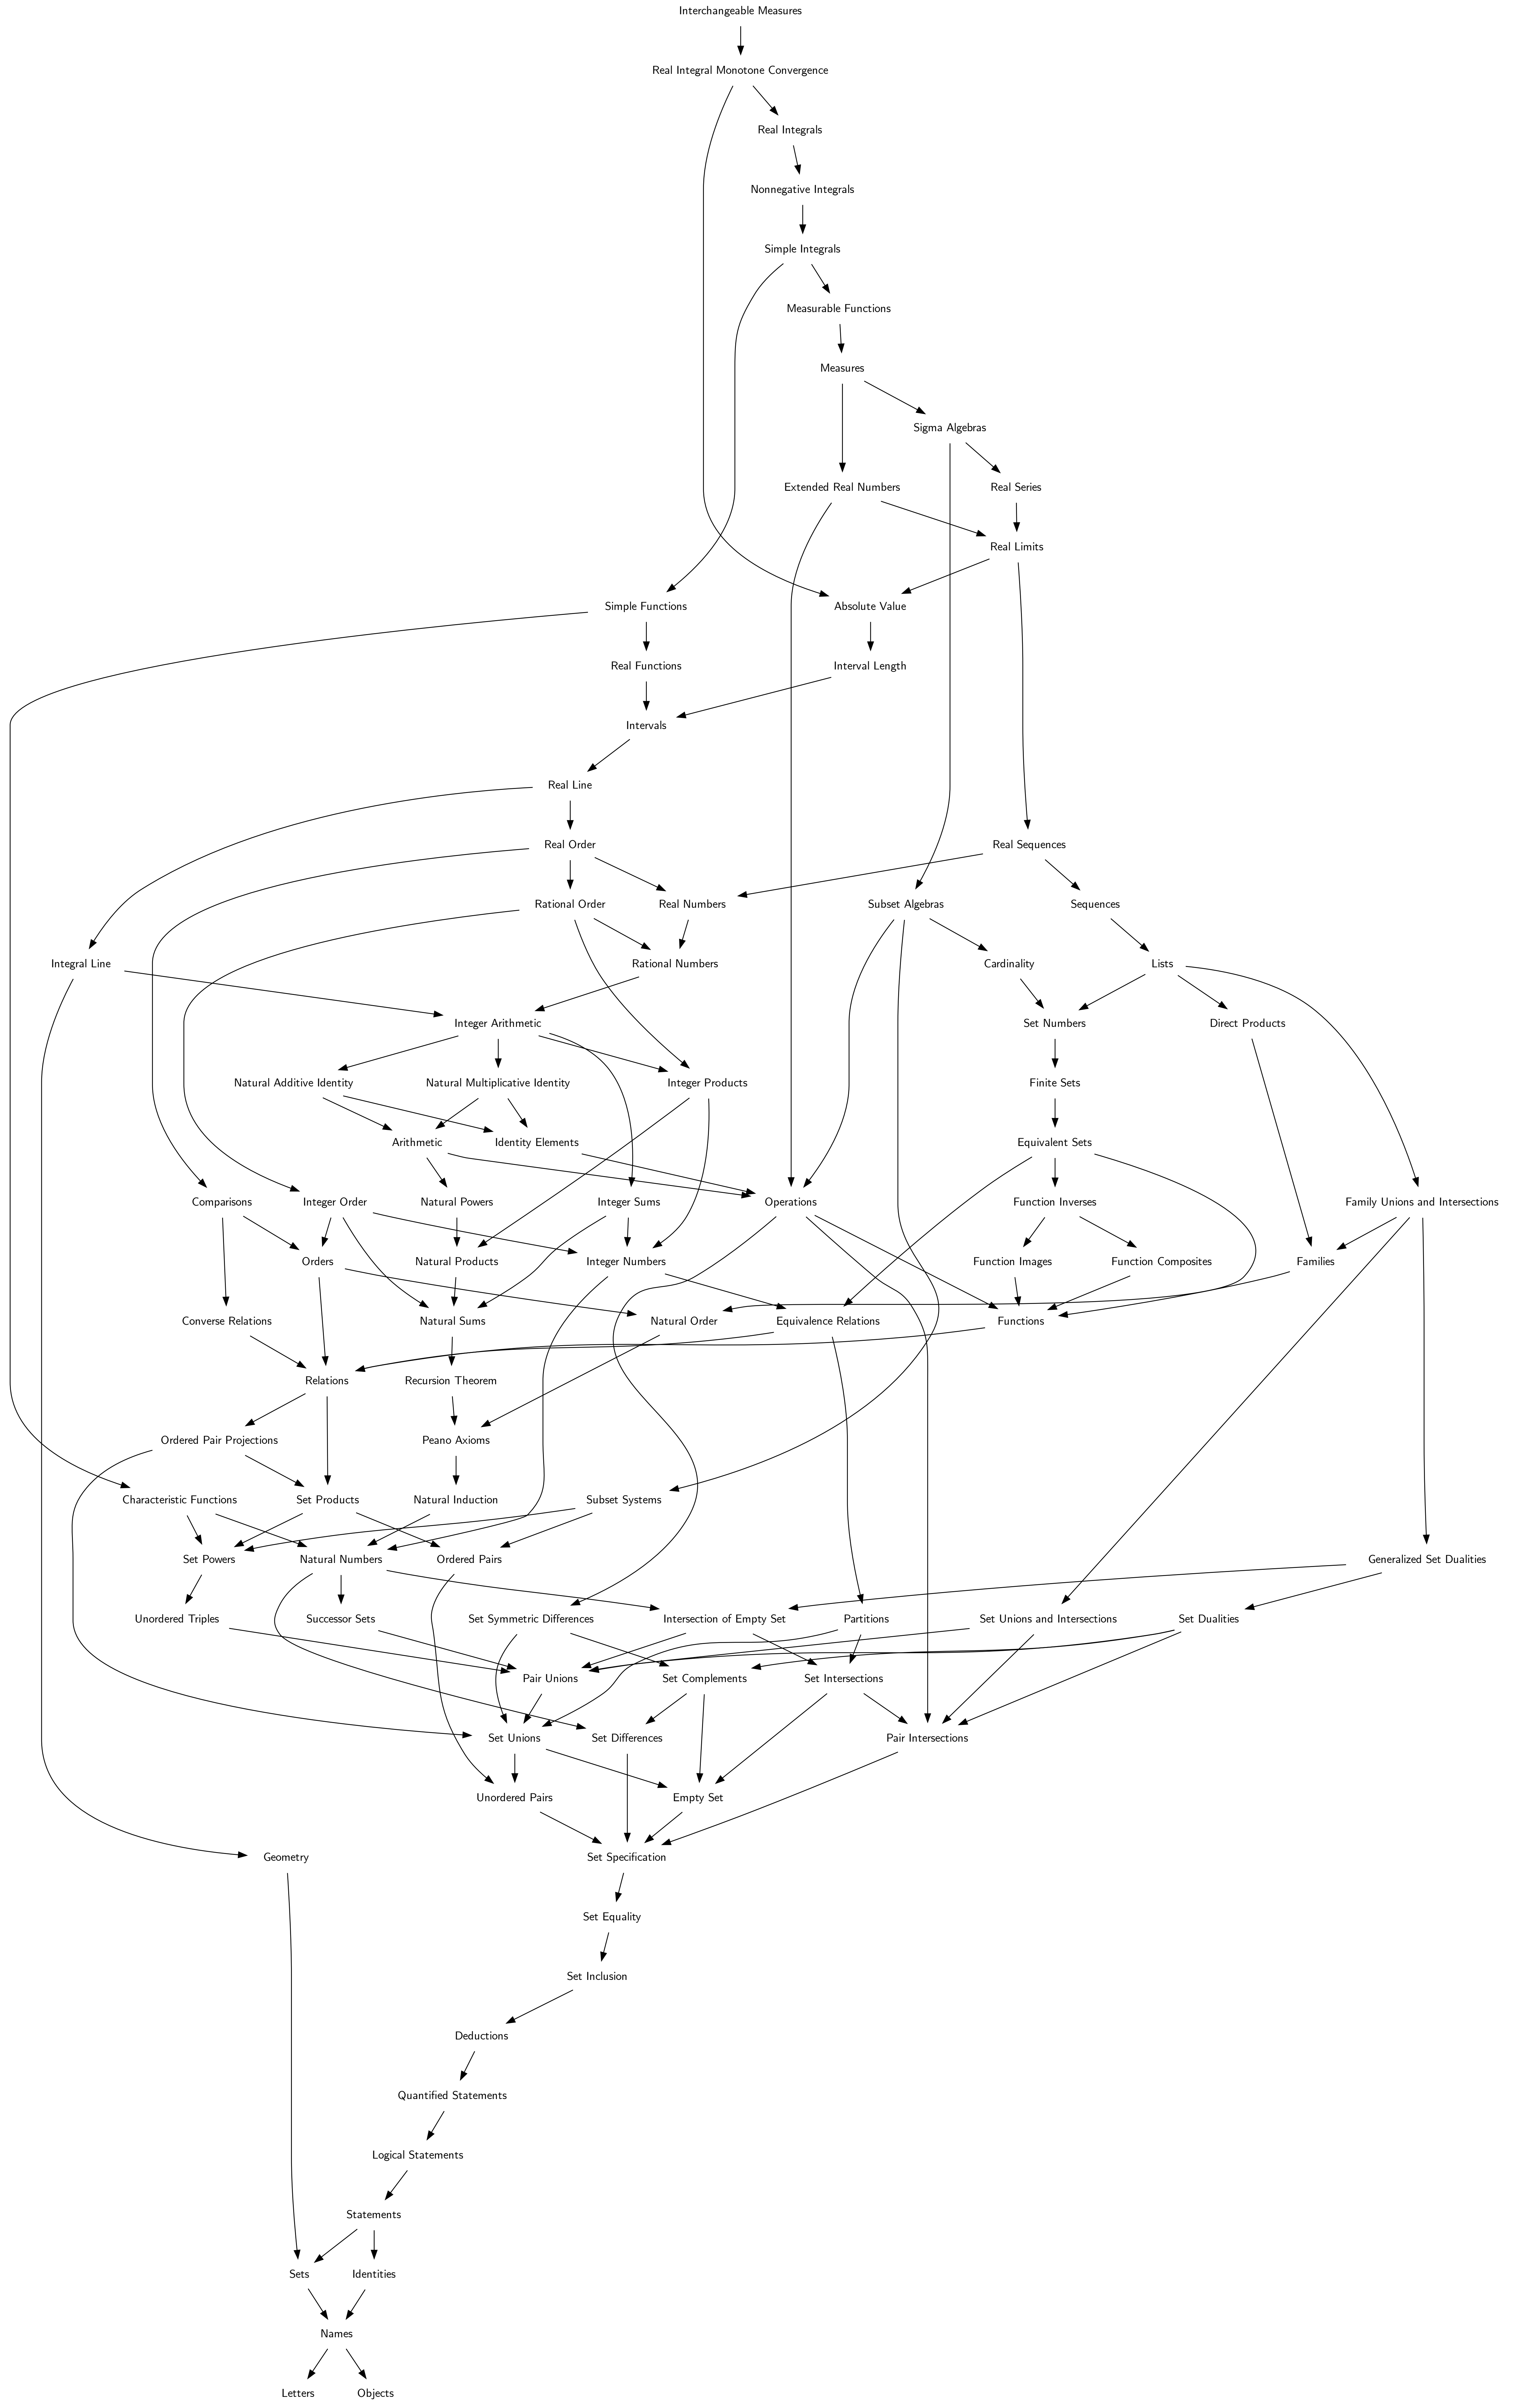 Interchangeable Measures
Real Integral Monotone Convergence
Real Integrals
Nonnegative Integrals
Simple Integrals
Measurable Functions
Measures
Sigma Algebras
Extended Real Numbers
Real Series
Real Limits
Simple Functions
Absolute Value
Real Functions
Interval Length
Intervals
Real Line
Real Order
Real Sequences
Rational Order
Real Numbers
Subset Algebras
Sequences
Integral Line
Rational Numbers
Cardinality
Lists
Integer Arithmetic
Set Numbers
Direct Products
Natural Additive Identity
Natural Multiplicative Identity
Integer Products
Finite Sets
Arithmetic
Identity Elements
Equivalent Sets
Comparisons
Integer Order
Natural Powers
Integer Sums
Operations
Function Inverses
Family Unions and Intersections
Orders
Natural Products
Integer Numbers
Function Images
Function Composites
Families
Converse Relations
Natural Sums
Natural Order
Equivalence Relations
Functions
Relations
Recursion Theorem
Ordered Pair Projections
Peano Axioms
Characteristic Functions
Set Products
Natural Induction
Subset Systems
Set Powers
Natural Numbers
Ordered Pairs
Generalized Set Dualities
Unordered Triples
Successor Sets
Set Symmetric Differences
Intersection of Empty Set
Partitions
Set Unions and Intersections
Set Dualities
Pair Unions
Set Complements
Set Intersections
Set Unions
Set Differences
Pair Intersections
Unordered Pairs
Empty Set
Geometry
Set Specification
Set Equality
Set Inclusion
Deductions
Quantified Statements
Logical Statements
Statements
Sets
Identities
Names
Letters
Objects